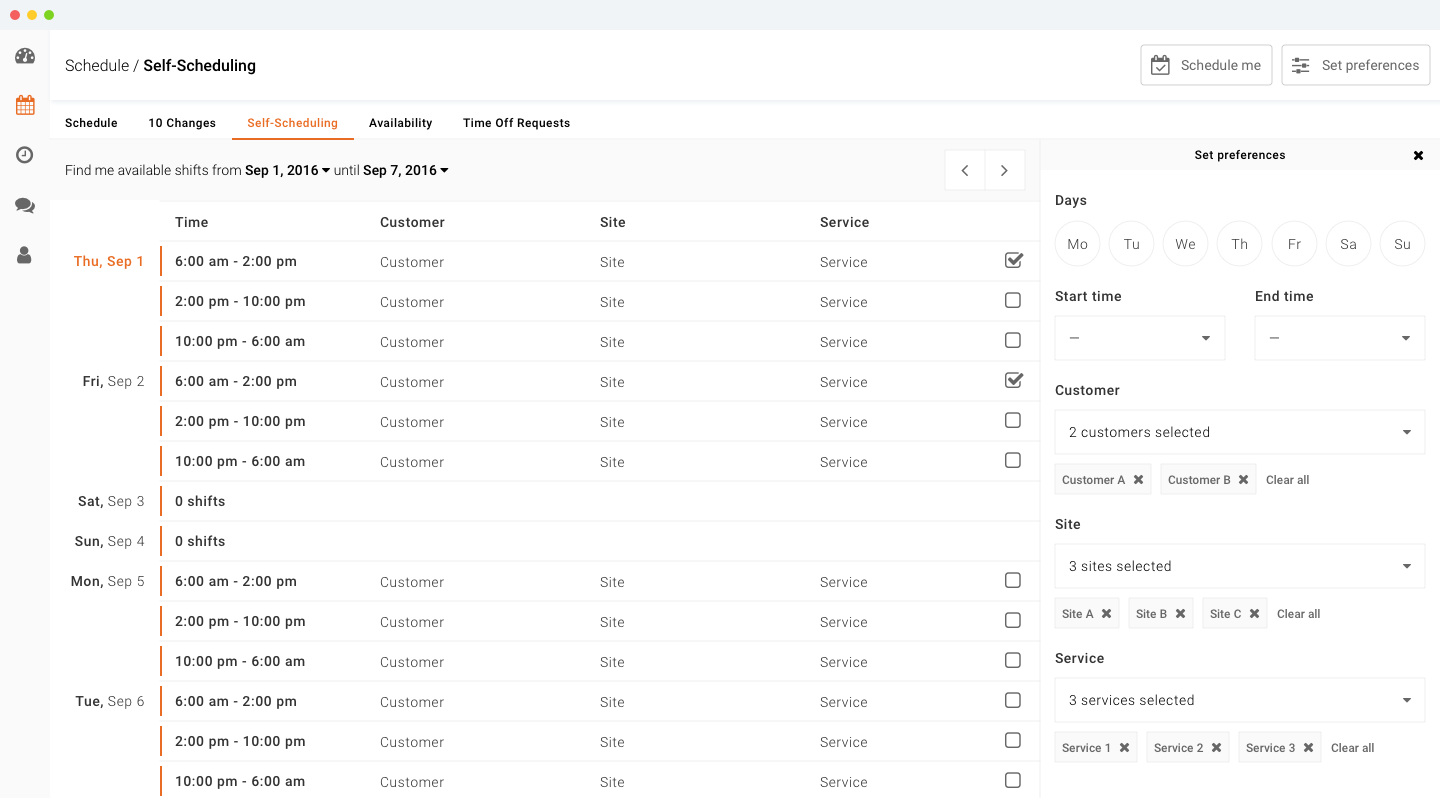 Schedule / Self-Scheduling
Schedule me
Set preferences
Schedule
10 Changes
Self-Scheduling
Availability
Time Off Requests
Find me available shifts from Sep 1, 2016 until Sep 7, 2016
Time Customer Site Service
Thu, Sep 1 6:00 am - 2:00 pm Customer Site Service
2:00 pm - 10:00 pm Customer Site Service
10:00 pm - 6:00 am Customer Site Service
Fri, Sep 2 6:00 am - 2:00 pm Customer Site Service
2:00 pm - 10:00 pm Customer Site Service
10:00 pm - 6:00 am Customer Site Service
Sat, Sep 3 0 shifts
Sun, Sep 4 0 shifts
Mon, Sep 5 6:00 am - 2:00 pm Customer Site Service
2:00 pm - 10:00 pm Customer Site Service
10:00 pm - 6:00 am Customer Site Service
Tue, Sep 6 6:00 am - 2:00 pm Customer Site Service
2:00 pm - 10:00 pm Customer Site Service
10:00 pm - 6:00 am Customer Site Service
Set preferences
Days
Mo Tu We Th Fr Sa Su
Start time End time
– –
Customer
2 customers selected
Customer A Customer B Clear all
Site
3 sites selected
Site A Site B Site C Clear all
Service
3 services selected
Service 1 Service 2 Service 3 Clear all